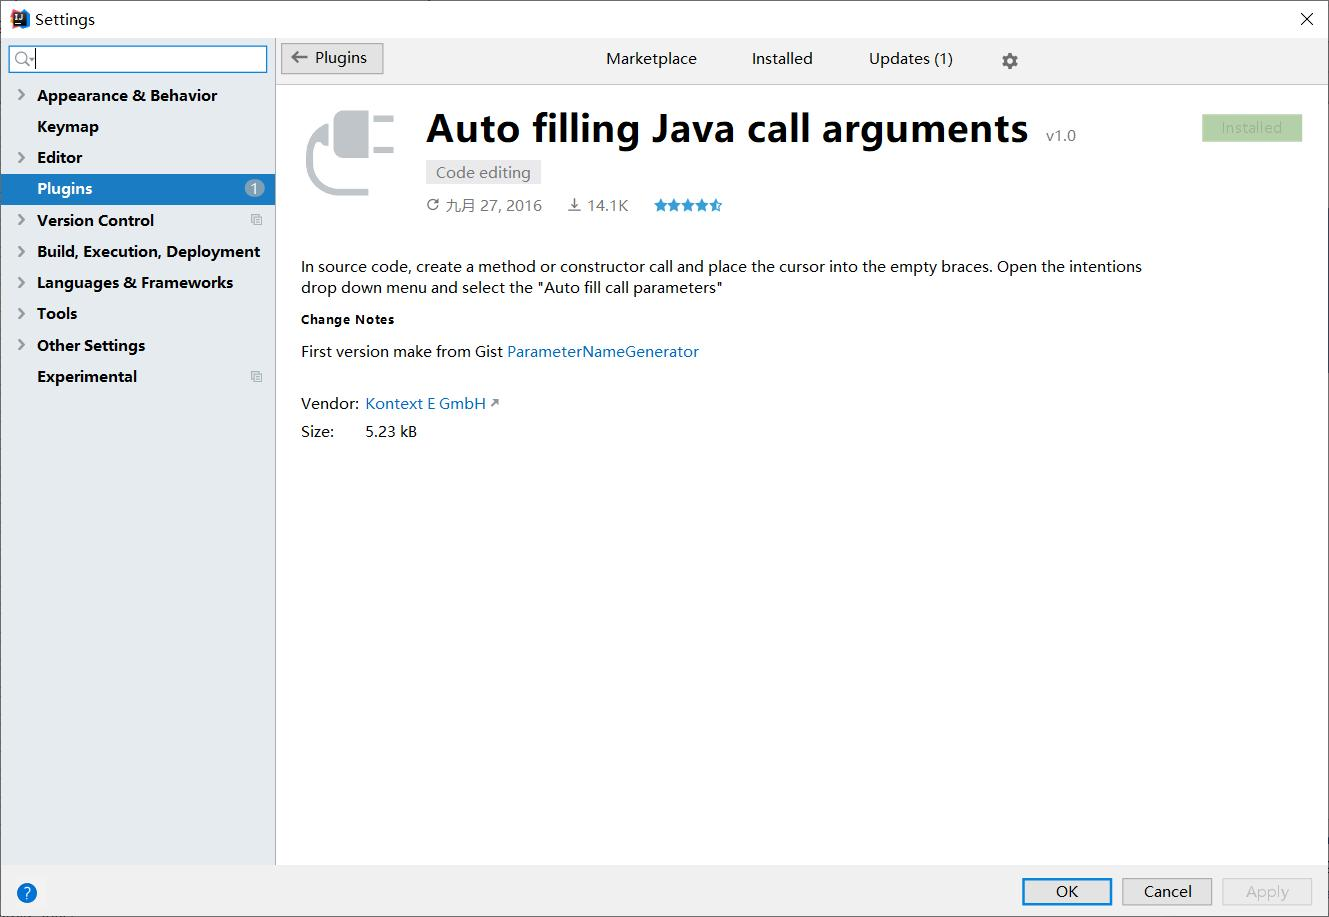 Settings
Plugins
Marketplace
Installed
Updates (1)
Appearance & Behavior
Keymap
Editor
Plugins 1
Version Control
Build, Execution, Deployment
Languages & Frameworks
Tools
Other Settings
Experimental
Auto filling Java call arguments v1.0
Installed
Code editing
九月 27, 2016 14.1K
In source code, create a method or constructor call and place the cursor into the empty braces. Open the intentions
drop down menu and select the "Auto fill call parameters"
Change Notes
First version make from Gist ParameterNameGenerator
Vendor: Kontext E GmbH
Size: 5.23 kB
?
OK
Cancel
Apply